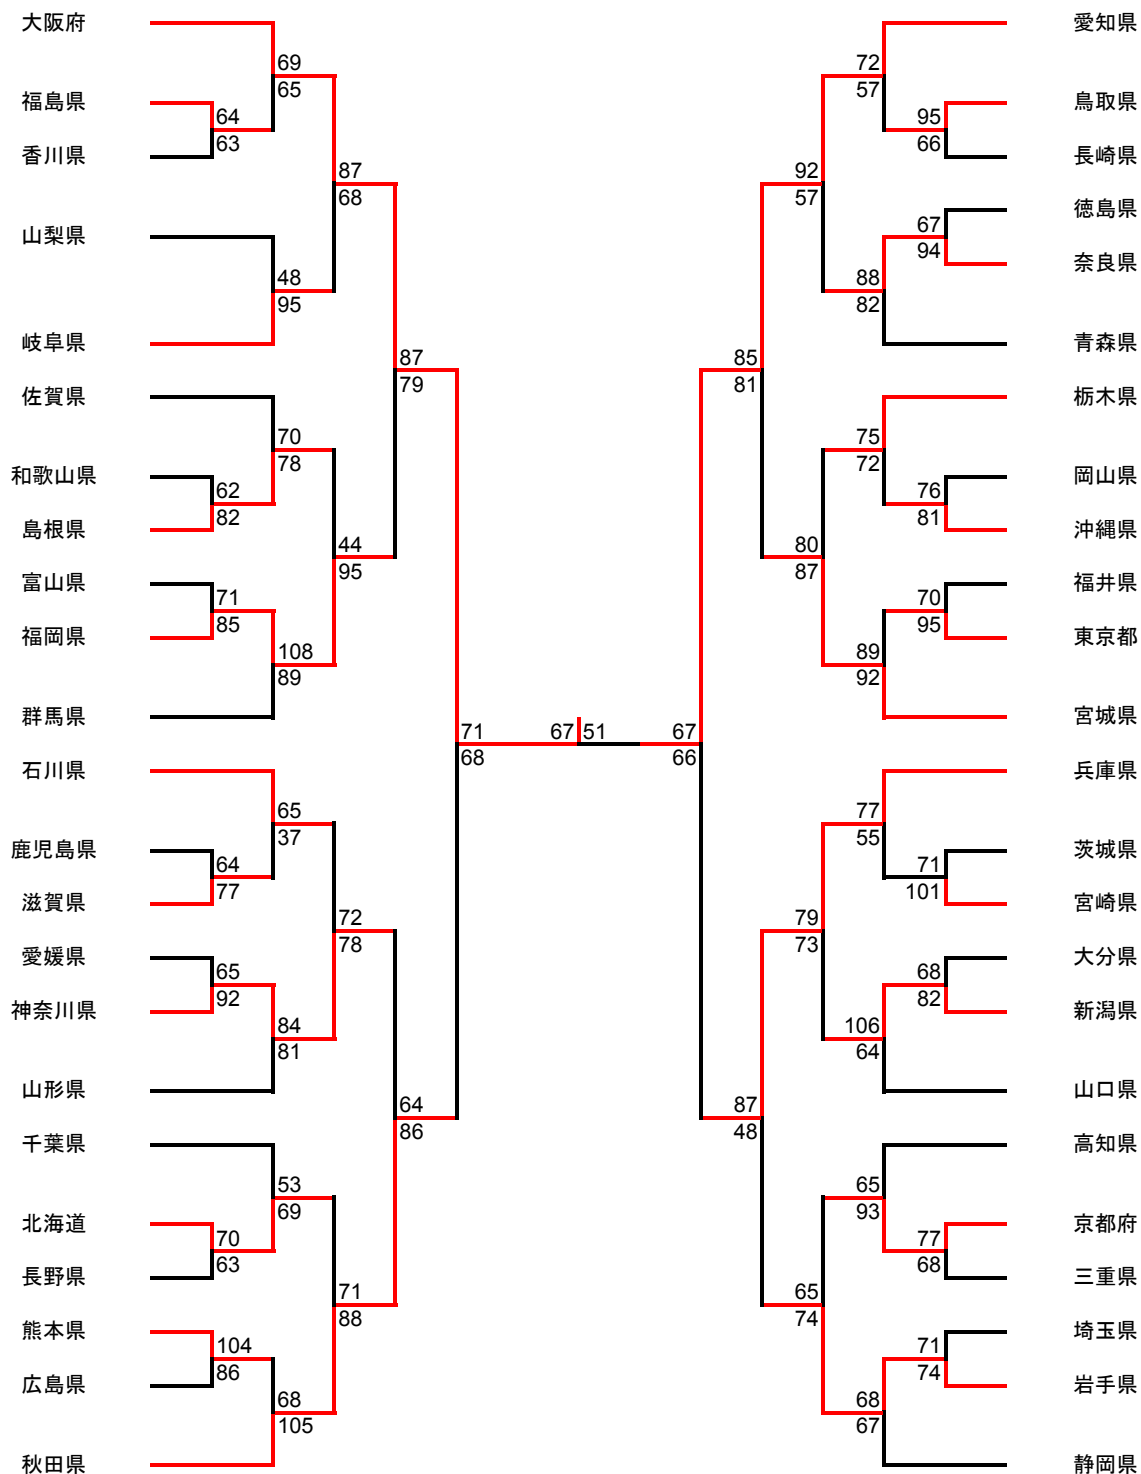 大阪府
69
65
福島県
64
63
香川県
87
68
山梨県
48
95
岐阜県
87
79
佐賀県
70
78
和歌山県
62
82
島根県
44
95
富山県
71
85
福岡県
108
89
群馬県
71
68
石川県
65
37
鹿児島県
64
77
滋賀県
72
78
愛媛県
65
92
神奈川県
84
81
山形県
64
86
千葉県
53
69
北海道
70
63
長野県
71
88
熊本県
104
86
広島県
68
105
秋田県
67 51
愛知県
72
57
鳥取県
95
66
長崎県
92
57
徳島県
67
94
奈良県
88
82
青森県
85
81
栃木県
75
72
岡山県
76
81
沖縄県
80
87
福井県
70
95
東京都
89
92
宮城県
67
66
兵庫県
77
55
茨城県
71
101
宮崎県
79
73
大分県
68
82
新潟県
106
64
山口県
87
48
高知県
65
93
京都府
77
68
三重県
65
74
埼玉県
71
74
岩手県
68
67
静岡県